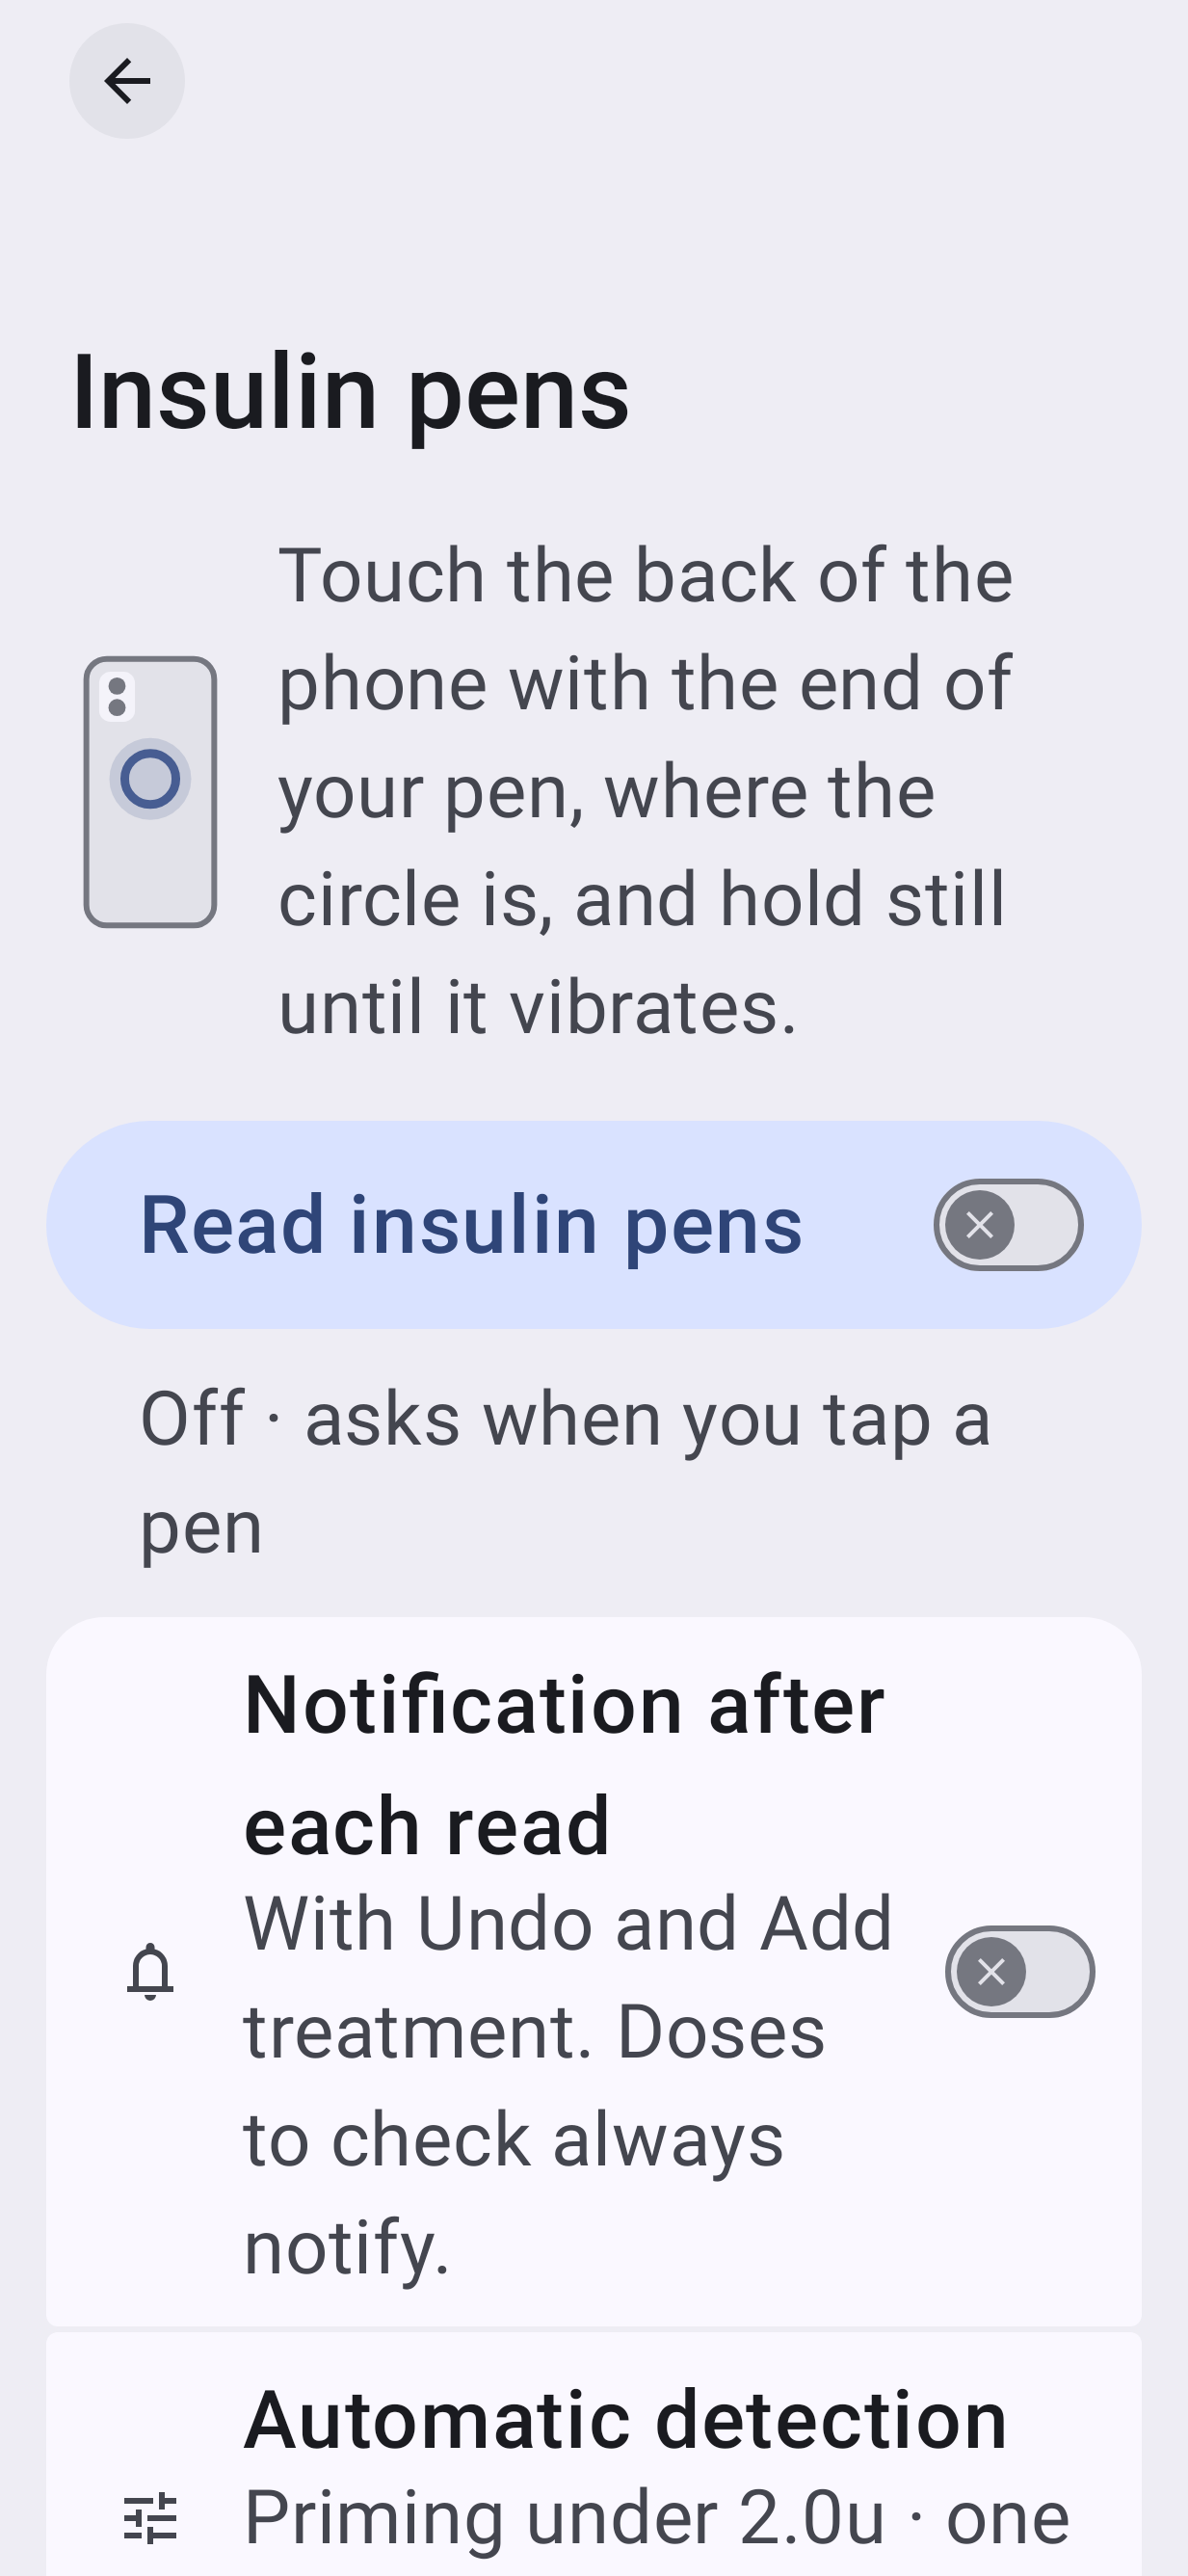 Insulin pens
Touch the back of the
phone with the end of
your pen, where the
circle is, and hold still
until it vibrates.
Read insulin pens
Off · asks when you tap a
pen
Notification after
each read
With Undo and Add
treatment. Doses
to check always
notify.
Automatic detection
Priming under 2.0u · one